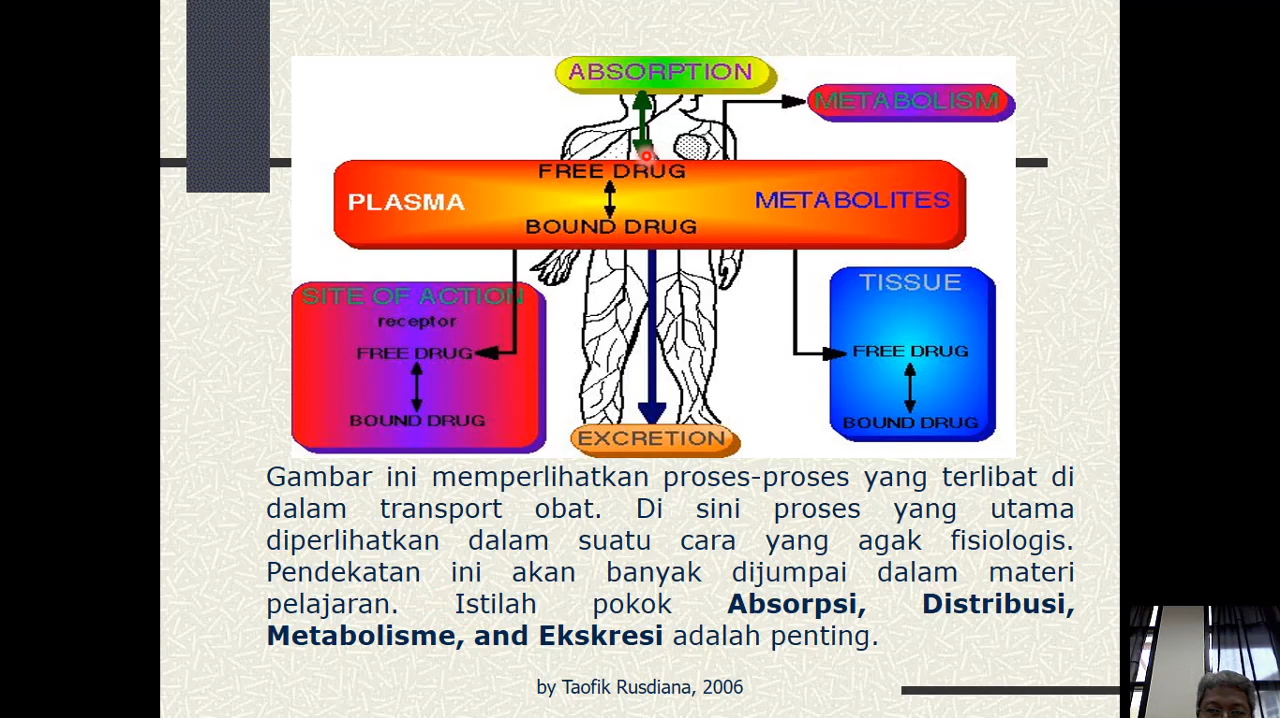 ABSORPTION
METABOLISM
FREE DRUG
PLASMA
METABOLITES
BOUND DRUG
SITE OF ACTION
receptor
FREE DRUG
BOUND DRUG
TISSUE
FREE DRUG
BOUND DRUG
EXCRETION
Gambar ini memperlihatkan proses-proses yang terlibat di
dalam transport obat. Di sini proses yang utama
diperlihatkan dalam suatu cara yang agak fisiologis.
Pendekatan ini akan banyak dijumpai dalam materi
pelajaran. Istilah pokok Absorpsi, Distribusi,
Metabolisme, and Ekskresi adalah penting.
by Taofik Rusdiana, 2006